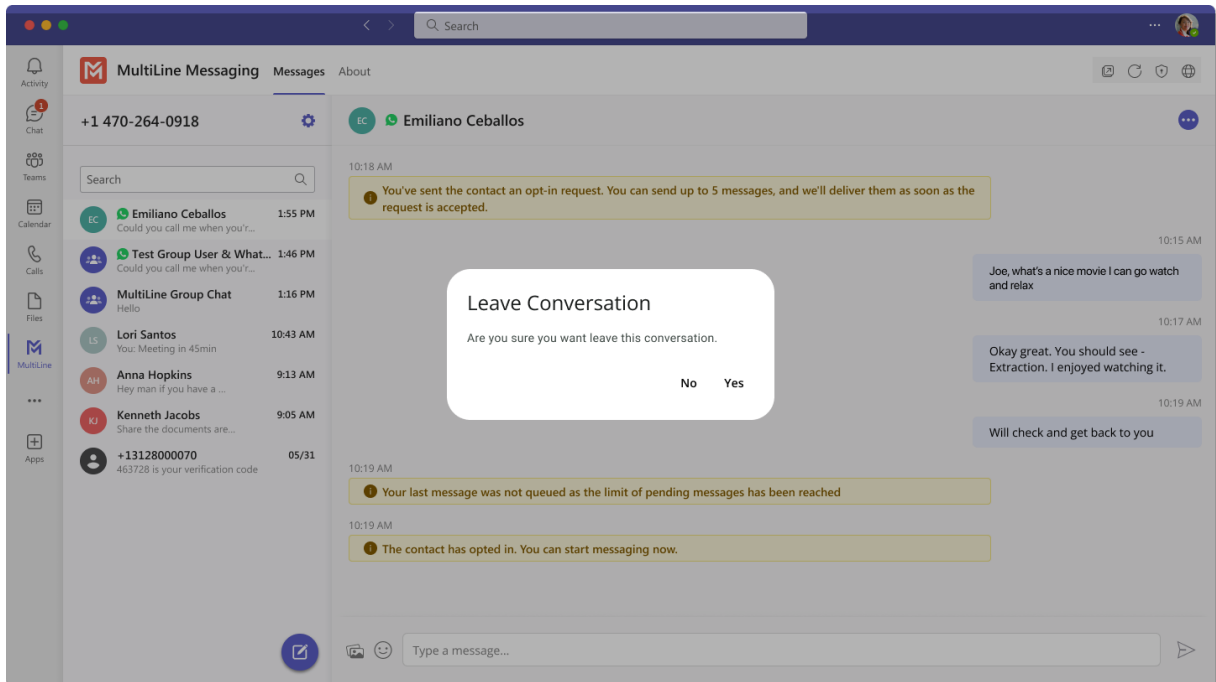 Search
Activity
1
Chat
Teams
Calendar
Calls
Files
MultiLine
Apps
MultiLine Messaging
Messages
About
+1 470-264-0918
Search
EC
Emiliano Ceballos
1:55 PM
Could you call me when you'r...
Test Group User & What...
1:46 PM
Could you call me when you'r...
MultiLine Group Chat
1:16 PM
Hello
LS
Lori Santos
10:43 AM
You: Meeting in 45min
AH
Anna Hopkins
9:13 AM
Hey man if you have a ...
KJ
Kenneth Jacobs
9:05 AM
Share the documents are...
+13128000070
05/31
463728 is your verification code
EC
Emiliano Ceballos
10:18 AM
You've sent the contact an opt-in request. You can send up to 5 messages, and we'll deliver them as soon as the
request is accepted.
10:15 AM
Joe, what's a nice movie I can go watch
and relax
10:17 AM
Okay great. You should see -
Extraction. I enjoyed watching it.
10:19 AM
Will check and get back to you
Leave Conversation
Are you sure you want leave this conversation.
No
Yes
10:19 AM
Your last message was not queued as the limit of pending messages has been reached
10:19 AM
The contact has opted in. You can start messaging now.
Type a message...